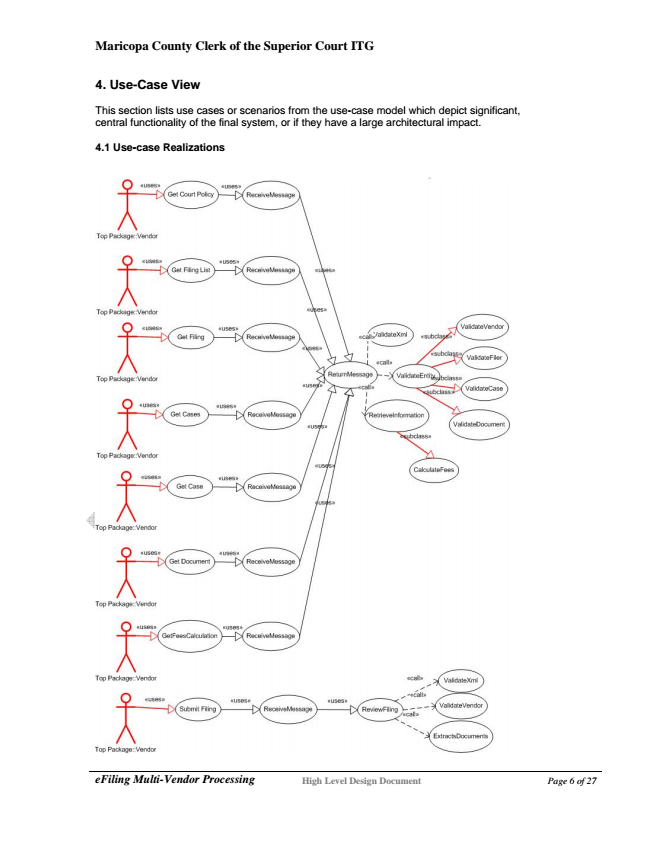 Maricopa County Clerk of the Superior Court ITG
4. Use-Case View
This section lists use cases or scenarios from the use-case model which depict significant,
central functionality of the final system, or if they have a large architectural impact.
4.1 Use-case Realizations
«uses» «uses»
Get Court Policy ReceiveMessage
Top Package::Vendor
«uses» «uses»
Get Filing List ReceiveMessage «uses»
Top Package::Vendor
«uses»
«uses» «uses»
Get Filing ReceiveMessage
«uses»
Top Package::Vendor
«call» ValidateXml
ValidateVendor
«subclass»
«subclass» ValidateFiler
«call»
ReturnMessage ValidateEntity «subclass»
«uses» «call» «subclass» ValidateCase
«uses» «uses»
Get Cases ReceiveMessage RetrieveInformation
«uses» ValidateDocument
Top Package::Vendor
«subclass»
«uses» «uses» «uses»
CalculateFees
Get Case ReceiveMessage
«uses»
Top Package::Vendor
«uses» «uses»
Get Document ReceiveMessage
Top Package::Vendor
«uses» «uses»
GetFeesCalculation ReceiveMessage
Top Package::Vendor
«call» ValidateXml
«uses» «uses» «uses» «call»
Submit Filing ReceiveMessage ReviewFiling ValidateVendor
«call»
ExtractsDocuments
Top Package::Vendor
eFiling Multi-Vendor Processing High Level Design Document Page 6 of 27